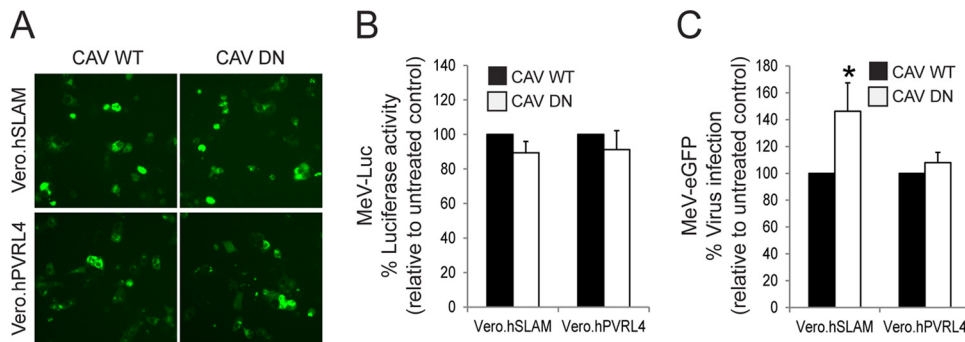 A
CAV WT
CAV DN
Vero.hSLAM
Vero.hPVRL4
B
MeV-Luc
% Luciferase activity
(relative to untreated control)
140
120
100
80
60
40
20
0
CAV WT
CAV DN
Vero.hSLAM
Vero.hPVRL4
C
MeV-eGFP
% Virus infection
(relative to untreated control)
180
160
140
120
100
80
60
40
20
0
CAV WT
CAV DN
*
Vero.hSLAM
Vero.hPVRL4